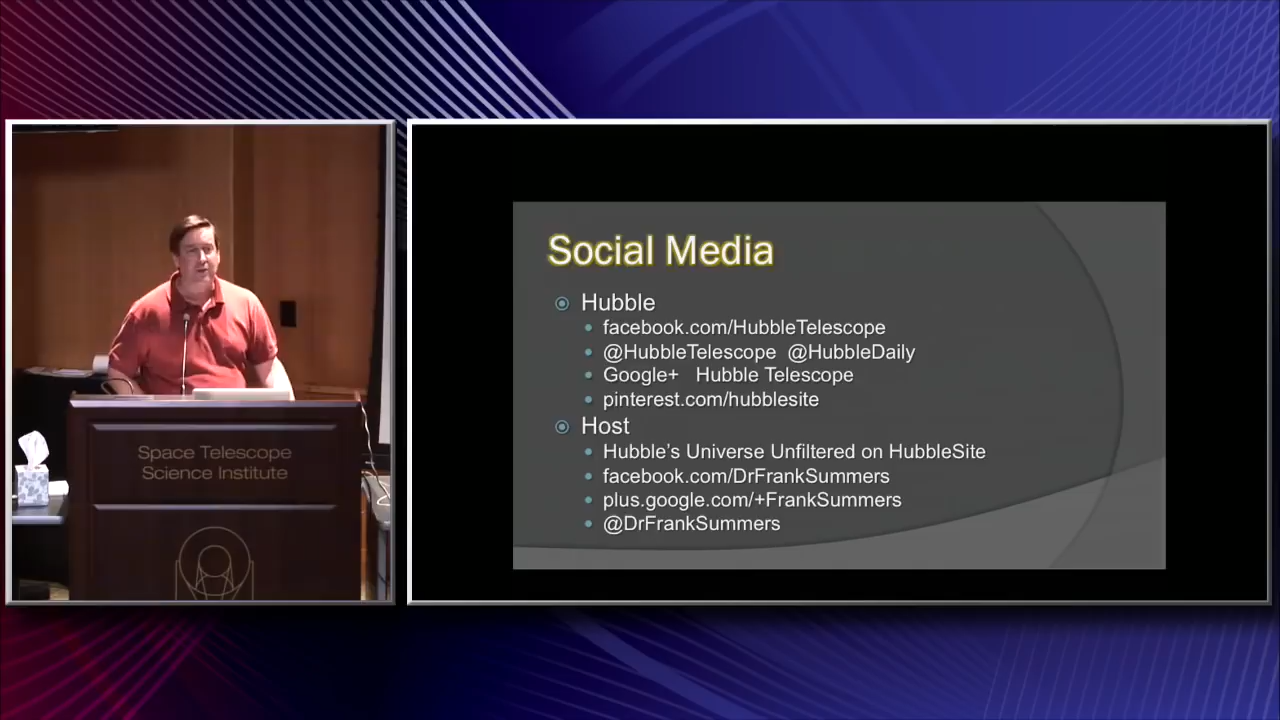 Space Telescope
Science Institute
Social Media
Hubble
facebook.com/HubbleTelescope
@HubbleTelescope @HubbleDaily
Google+ Hubble Telescope
pinterest.com/hubblesite
Host
Hubble's Universe Unfiltered on HubbleSite
facebook.com/DrFrankSummers
plus.google.com/+FrankSummers
@DrFrankSummers